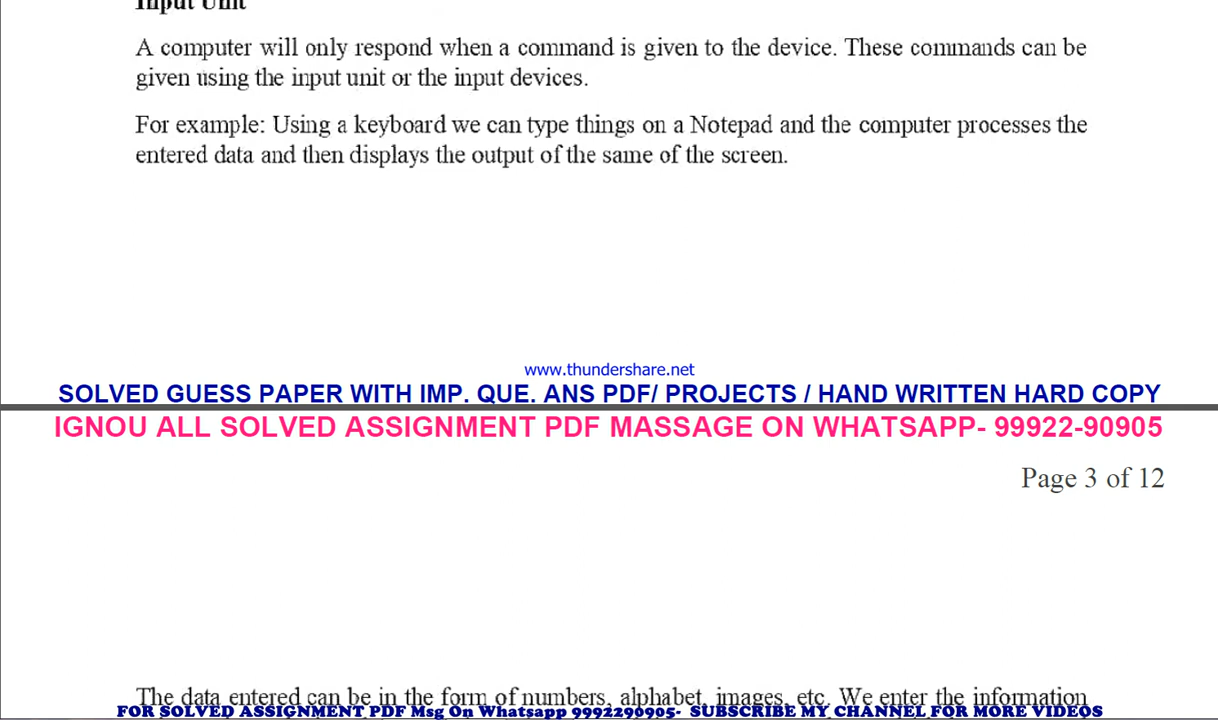 Input Unit
A computer will only respond when a command is given to the device. These commands can be
given using the input unit or the input devices.
For example: Using a keyboard we can type things on a Notepad and the computer processes the
entered data and then displays the output of the same of the screen.
www.thundershare.net
SOLVED GUESS PAPER WITH IMP. QUE. ANS PDF/ PROJECTS / HAND WRITTEN HARD COPY
IGNOU ALL SOLVED ASSIGNMENT PDF MASSAGE ON WHATSAPP- 99922-90905
Page 3 of 12
The data entered can be in the form of numbers, alphabet, images, etc. We enter the information
FOR SOLVED ASSIGNMENT PDF Msg On Whatsapp 9992290905- SUBSCRIBE MY CHANNEL FOR MORE VIDEOS